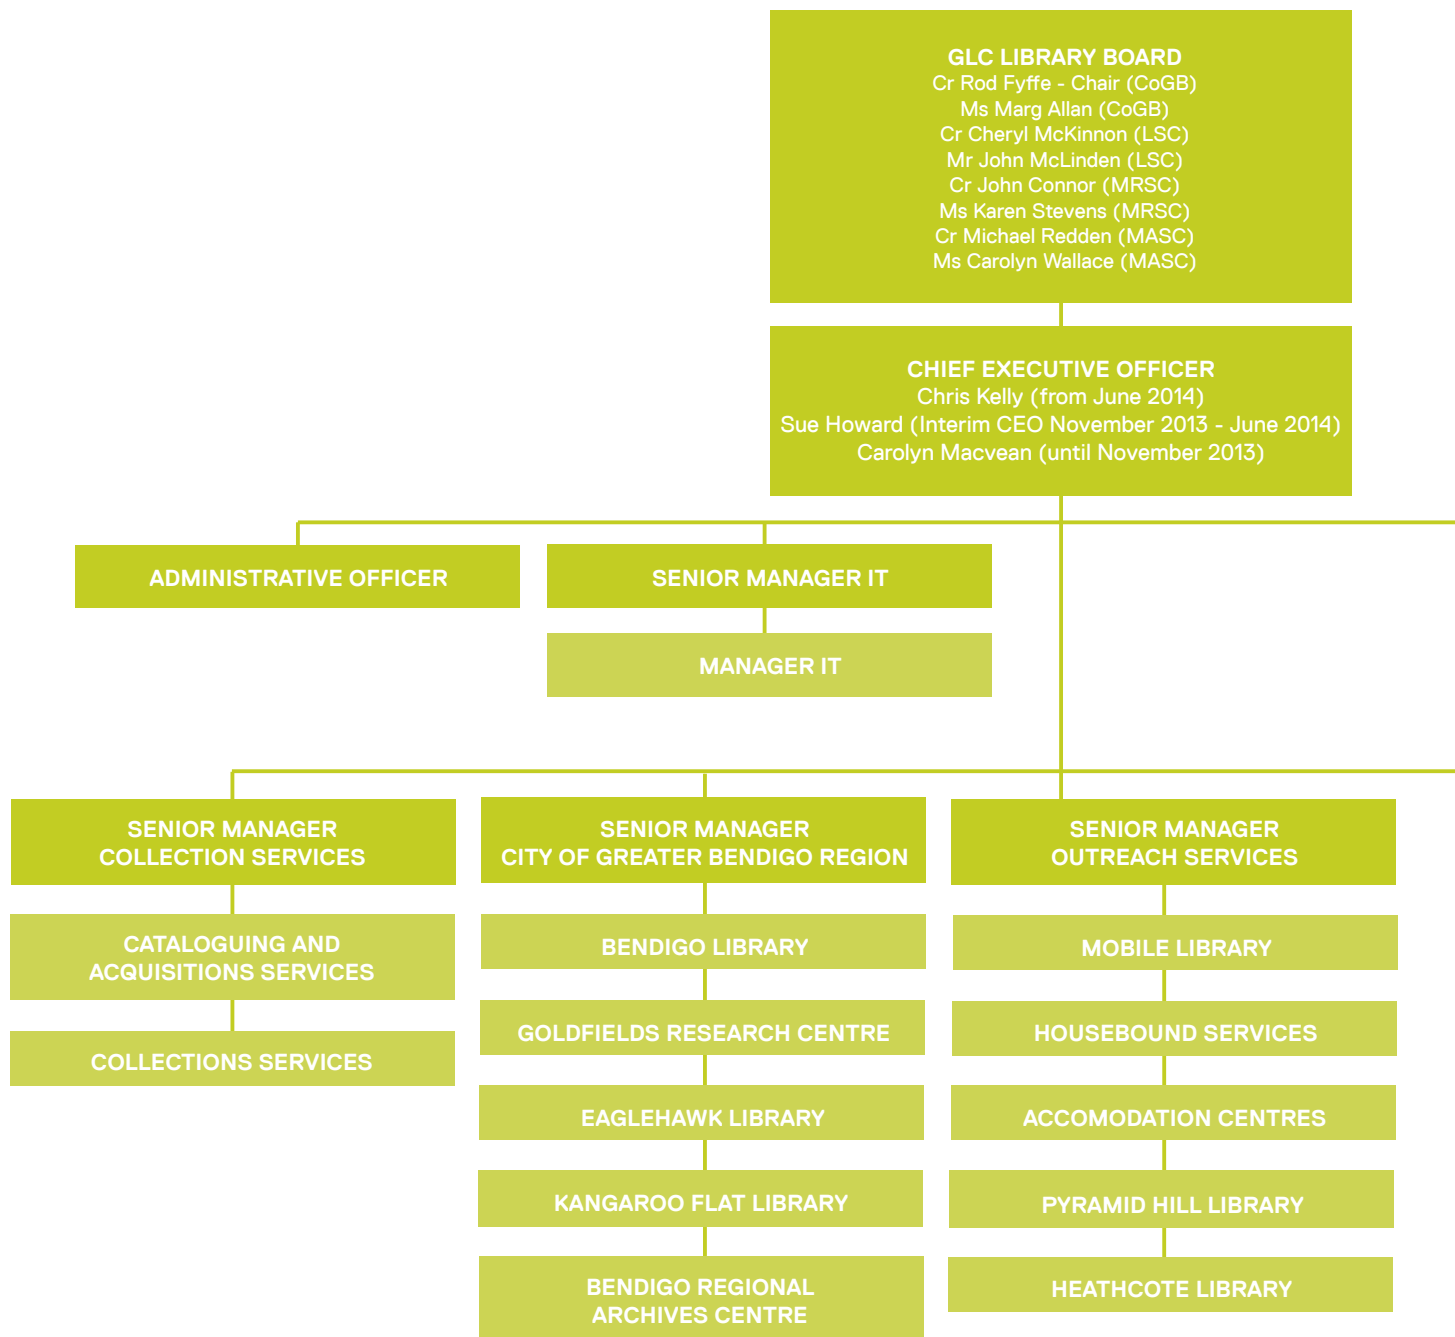 GLC LIBRARY BOARD
Cr Rod Fyffe - Chair (CoGB)
Ms Marg Allan (CoGB)
Cr Cheryl McKinnon (LSC)
Mr John McLinden (LSC)
Cr John Connor (MRSC)
Ms Karen Stevens (MRSC)
Cr Michael Redden (MASC)
Ms Carolyn Wallace (MASC)
CHIEF EXECUTIVE OFFICER
Chris Kelly (from June 2014)
Sue Howard (Interim CEO November 2013 - June 2014)
Carolyn Macvean (until November 2013)
ADMINISTRATIVE OFFICER
SENIOR MANAGER IT
MANAGER IT
SENIOR MANAGER
COLLECTION SERVICES
CATALOGUING AND
ACQUISITIONS SERVICES
COLLECTIONS SERVICES
SENIOR MANAGER
CITY OF GREATER BENDIGO REGION
BENDIGO LIBRARY
GOLDFIELDS RESEARCH CENTRE
EAGLEHAWK LIBRARY
KANGAROO FLAT LIBRARY
BENDIGO REGIONAL
ARCHIVES CENTRE
SENIOR MANAGER
OUTREACH SERVICES
MOBILE LIBRARY
HOUSEBOUND SERVICES
ACCOMODATION CENTRES
PYRAMID HILL LIBRARY
HEATHCOTE LIBRARY